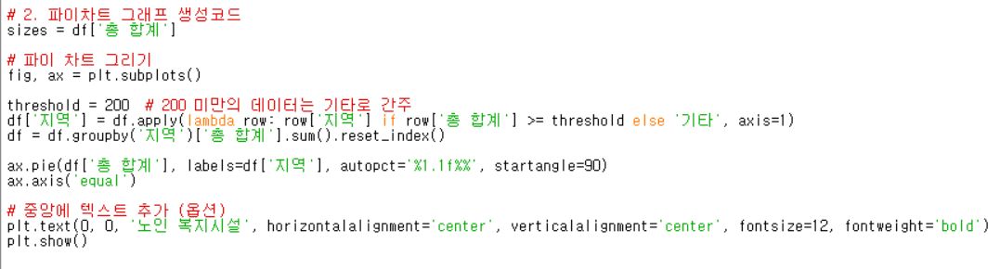 # 2. 파이차트 그래프 생성코드
sizes = df['총 합계']
# 파이 차트 그리기
fig, ax = plt.subplots()
threshold = 200  # 200 미만의 데이터는 기타로 간주
df['지역'] = df.apply(lambda row: row['지역'] if row['총 합계'] >= threshold else '기타', axis=1)
df = df.groupby('지역')['총 합계'].sum().reset_index()
ax.pie(df['총 합계'], labels=df['지역'], autopct='%1.1f%%', startangle=90)
ax.axis('equal')
# 중앙에 텍스트 추가 (옵션)
plt.text(0, 0, '노인 복지시설', horizontalalignment='center', verticalalignment='center', fontsize=12, fontweight='bold')
plt.show()